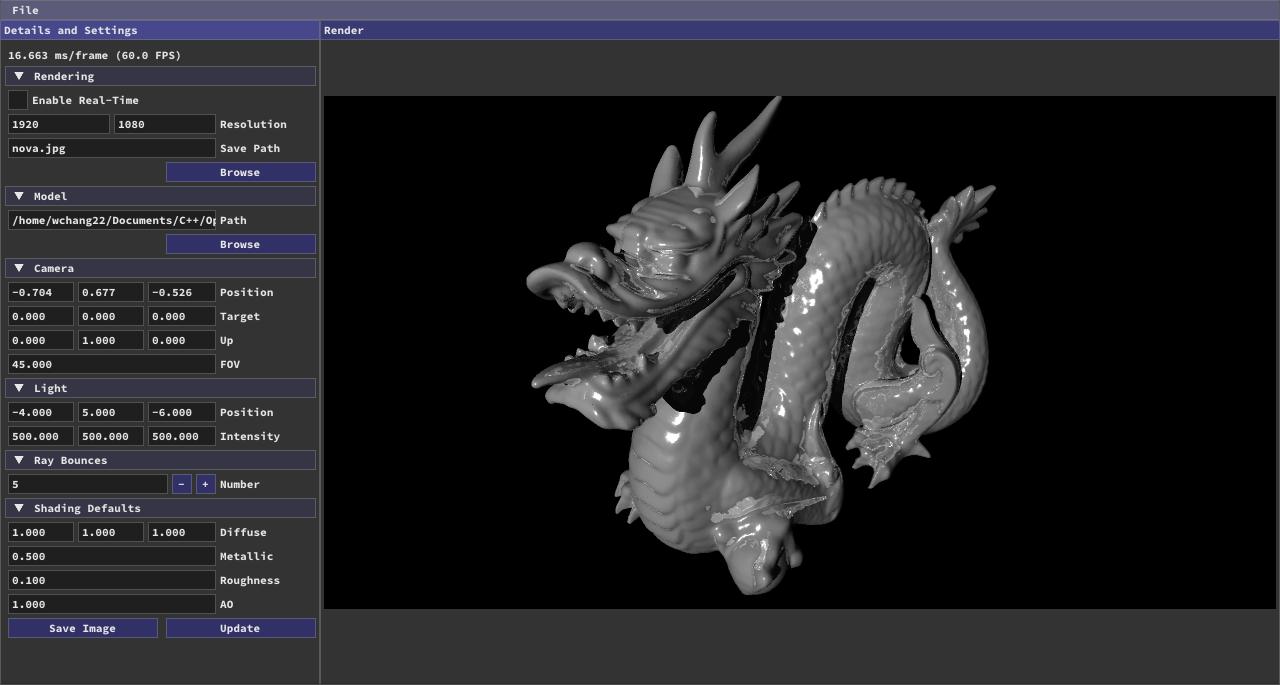 File
Details and Settings
Render
16.663 ms/frame (60.0 FPS)
Rendering
Enable Real-Time
1920 1080 Resolution
nova.jpg Save Path
Browse
Model
/home/wchang22/Documents/C++/Op Path
Browse
Camera
-0.704 0.677 -0.526 Position
0.000 0.000 0.000 Target
0.000 1.000 0.000 Up
45.000 FOV
Light
-4.000 5.000 -6.000 Position
500.000 500.000 500.000 Intensity
Ray Bounces
5 - + Number
Shading Defaults
1.000 1.000 1.000 Diffuse
0.500 Metallic
0.100 Roughness
1.000 AO
Save Image Update